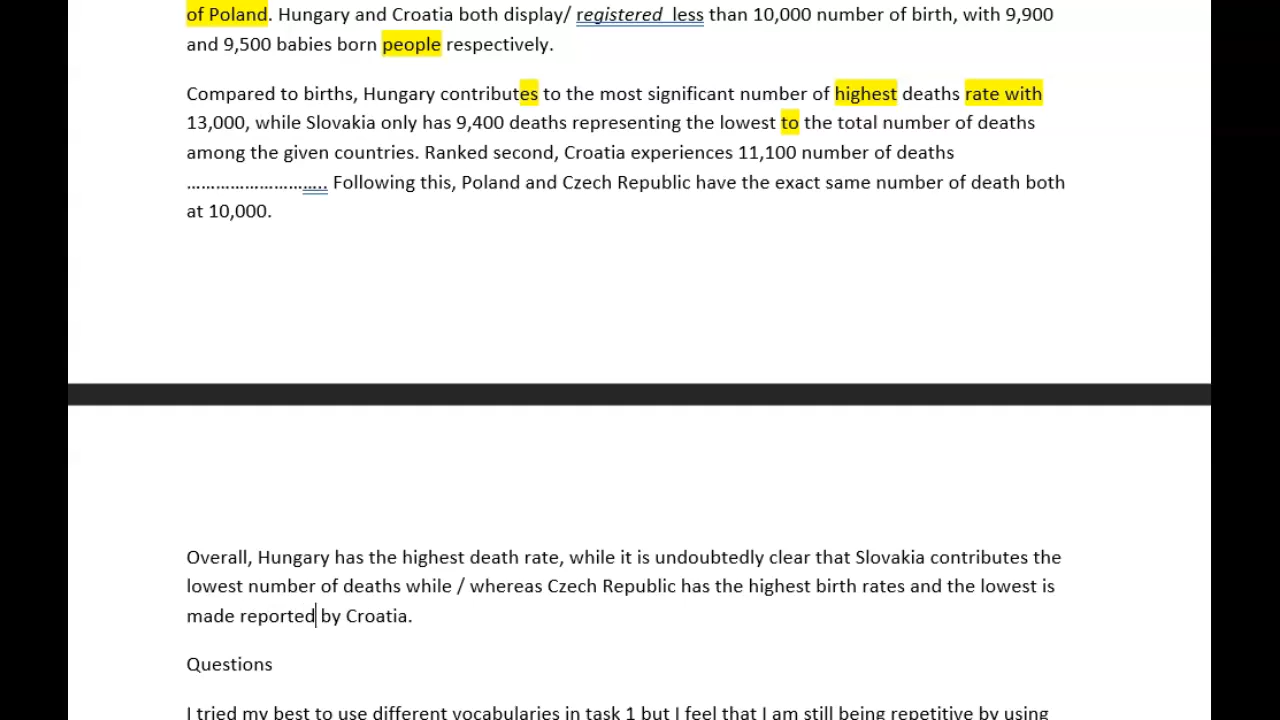 of Poland. Hungary and Croatia both display/ registered  less than 10,000 number of birth, with 9,900
and 9,500 babies born people respectively.
Compared to births, Hungary contributes to the most significant number of highest deaths rate with
13,000, while Slovakia only has 9,400 deaths representing the lowest to the total number of deaths
among the given countries. Ranked second, Croatia experiences 11,100 number of deaths
………………………….. Following this, Poland and Czech Republic have the exact same number of death both
at 10,000.
Overall, Hungary has the highest death rate, while it is undoubtedly clear that Slovakia contributes the
lowest number of deaths while / whereas Czech Republic has the highest birth rates and the lowest is
made reported by Croatia.
Questions
I tried my best to use different vocabularies in task 1 but I feel that I am still being repetitive by using